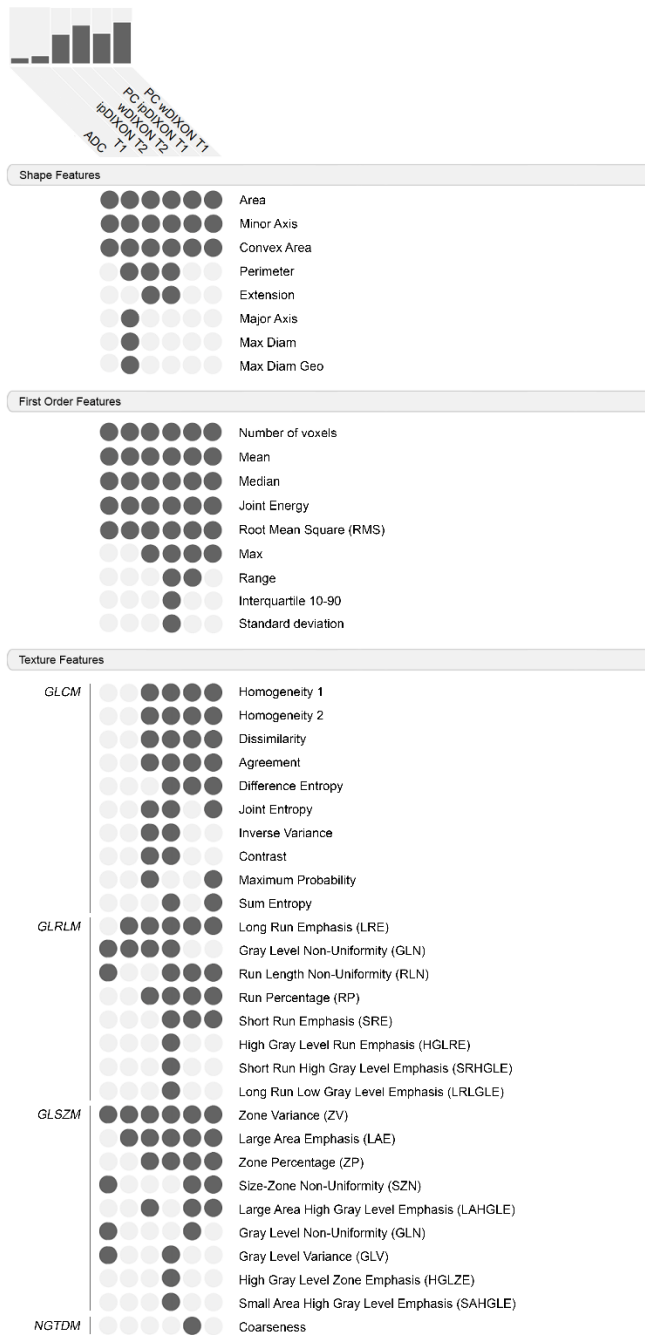 ADC
T1
ipDIXON T2
wDIXON T2
PC ipDIXON T1
PC wDIXON T1
Shape Features
Area
Minor Axis
Convex Area
Perimeter
Extension
Major Axis
Max Diam
Max Diam Geo
First Order Features
Number of voxels
Mean
Median
Joint Energy
Root Mean Square (RMS)
Max
Range
Interquartile 10-90
Standard deviation
Texture Features
GLCM Homogeneity 1
Homogeneity 2
Dissimilarity
Agreement
Difference Entropy
Joint Entropy
Inverse Variance
Contrast
Maximum Probability
Sum Entropy
GLRLM Long Run Emphasis (LRE)
Gray Level Non-Uniformity (GLN)
Run Length Non-Uniformity (RLN)
Run Percentage (RP)
Short Run Emphasis (SRE)
High Gray Level Run Emphasis (HGLRE)
Short Run High Gray Level Emphasis (SRHGLE)
Long Run Low Gray Level Emphasis (LRLGLE)
GLSZM Zone Variance (ZV)
Large Area Emphasis (LAE)
Zone Percentage (ZP)
Size-Zone Non-Uniformity (SZN)
Large Area High Gray Level Emphasis (LAHGLE)
Gray Level Non-Uniformity (GLN)
Gray Level Variance (GLV)
High Gray Level Zone Emphasis (HGLZE)
Small Area High Gray Level Emphasis (SAHGLE)
NGTDM Coarseness